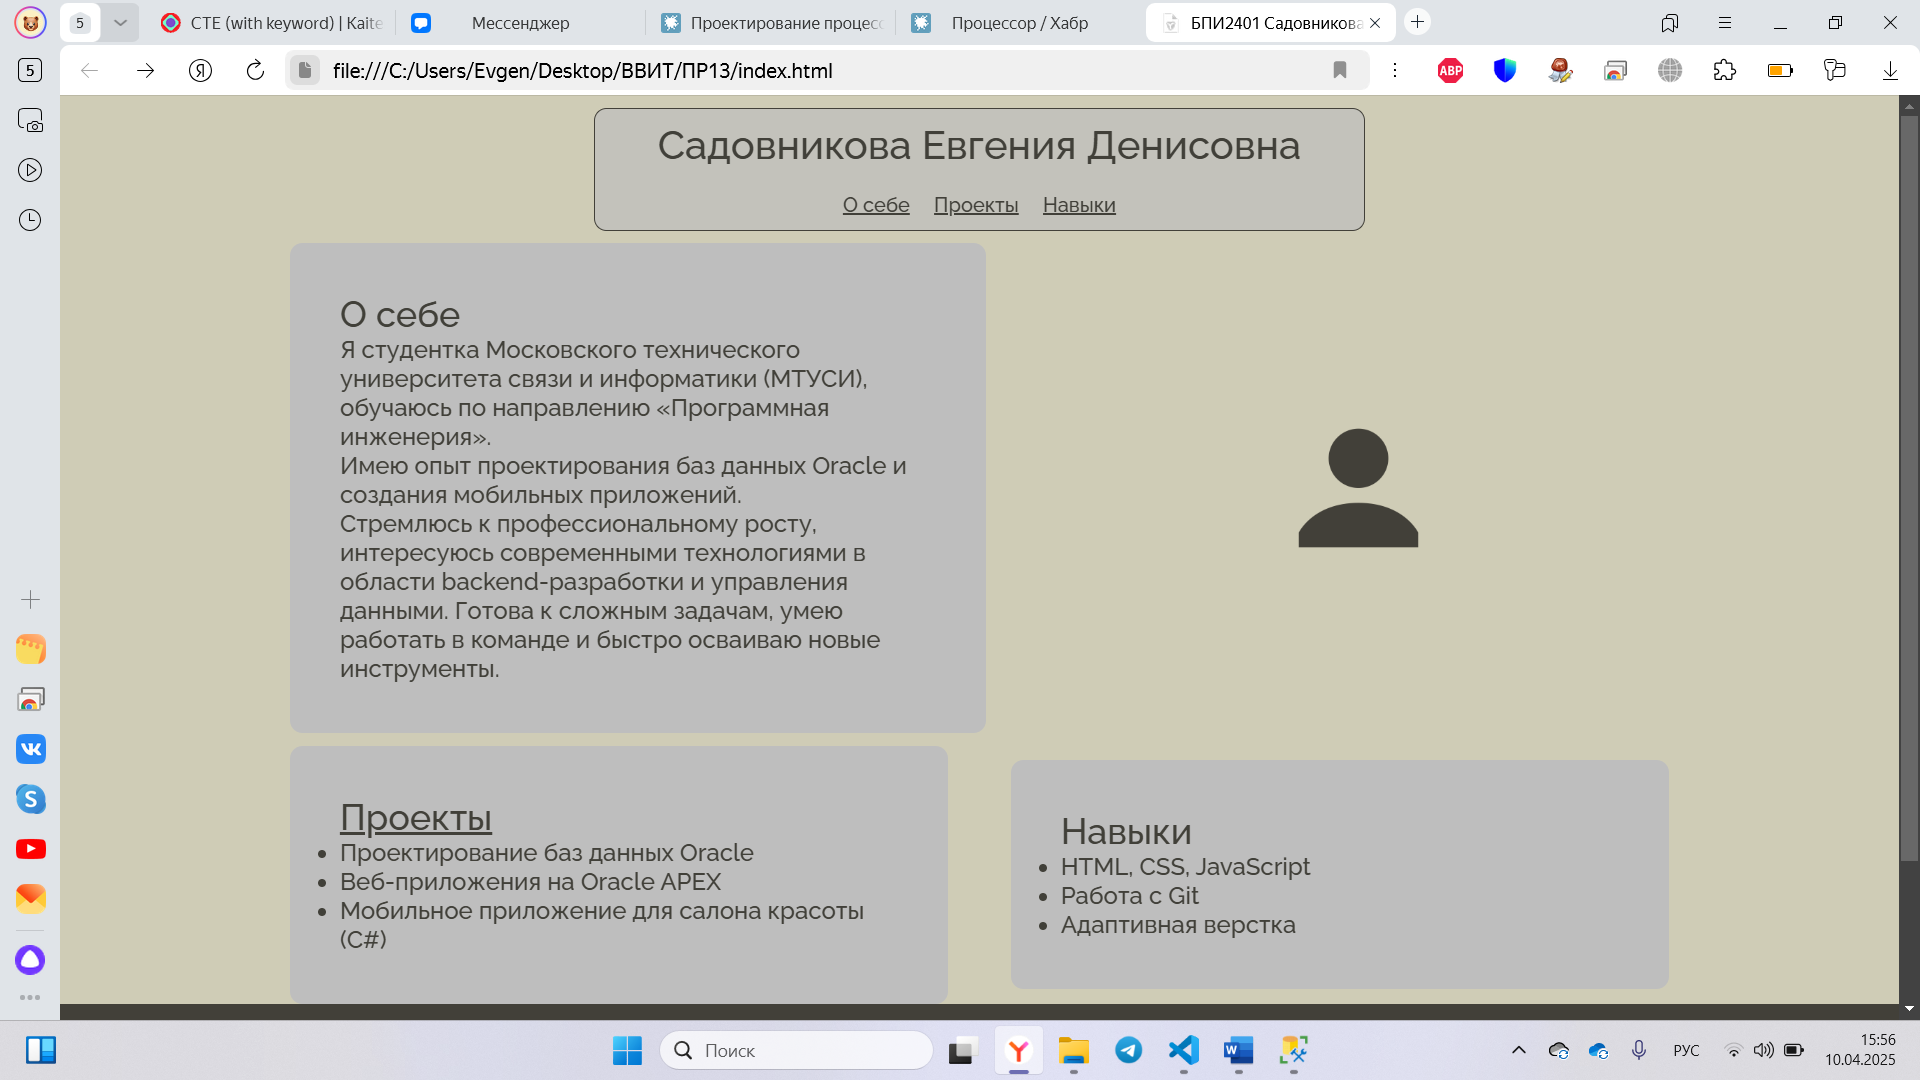 5
CTE (with keyword) | Kaite
Мессенджер
Проектирование процесс
Процессор / Хабр
БПИ2401 Садовникова
5
Я
file:///C:/Users/Evgen/Desktop/ВВИТ/ПР13/index.html
ABP
Садовникова Евгения Денисовна
О себе
Проекты
Навыки
О себе
Я студентка Московского технического
университета связи и информатики (МТУСИ),
обучаюсь по направлению «Программная
инженерия».
Имею опыт проектирования баз данных Oracle и
создания мобильных приложений.
Стремлюсь к профессиональному росту,
интересуюсь современными технологиями в
области backend-разработки и управления
данными. Готова к сложным задачам, умею
работать в команде и быстро осваиваю новые
инструменты.
Проекты
Проектирование баз данных Oracle
Веб-приложения на Oracle APEX
Мобильное приложение для салона красоты
(C#)
Навыки
HTML, CSS, JavaScript
Работа с Git
Адаптивная верстка
Поиск
РУС
15:56
10.04.2025